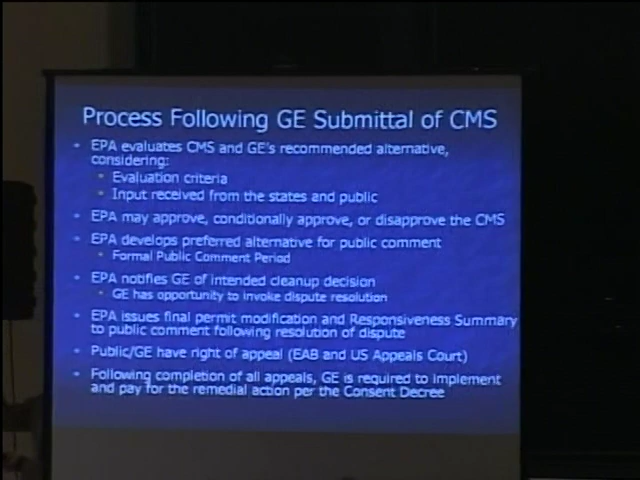 Process Following GE Submittal of CMS
• EPA evaluates CMS and GE's recommended alternative,
considering:
• Evaluation criteria
• Input received from the states and public
• EPA may approve, conditionally approve, or disapprove the CMS
• EPA develops preferred alternative for public comment
• Formal Public Comment Period
• EPA notifies GE of intended cleanup decision
• GE has opportunity to invoke dispute resolution
• EPA issues final permit modification and Responsiveness Summary
to public comment following resolution of dispute
• Public/GE have right of appeal (EAB and US Appeals Court)
• Following completion of all appeals, GE is required to implement
and pay for the remedial action per the Consent Decree